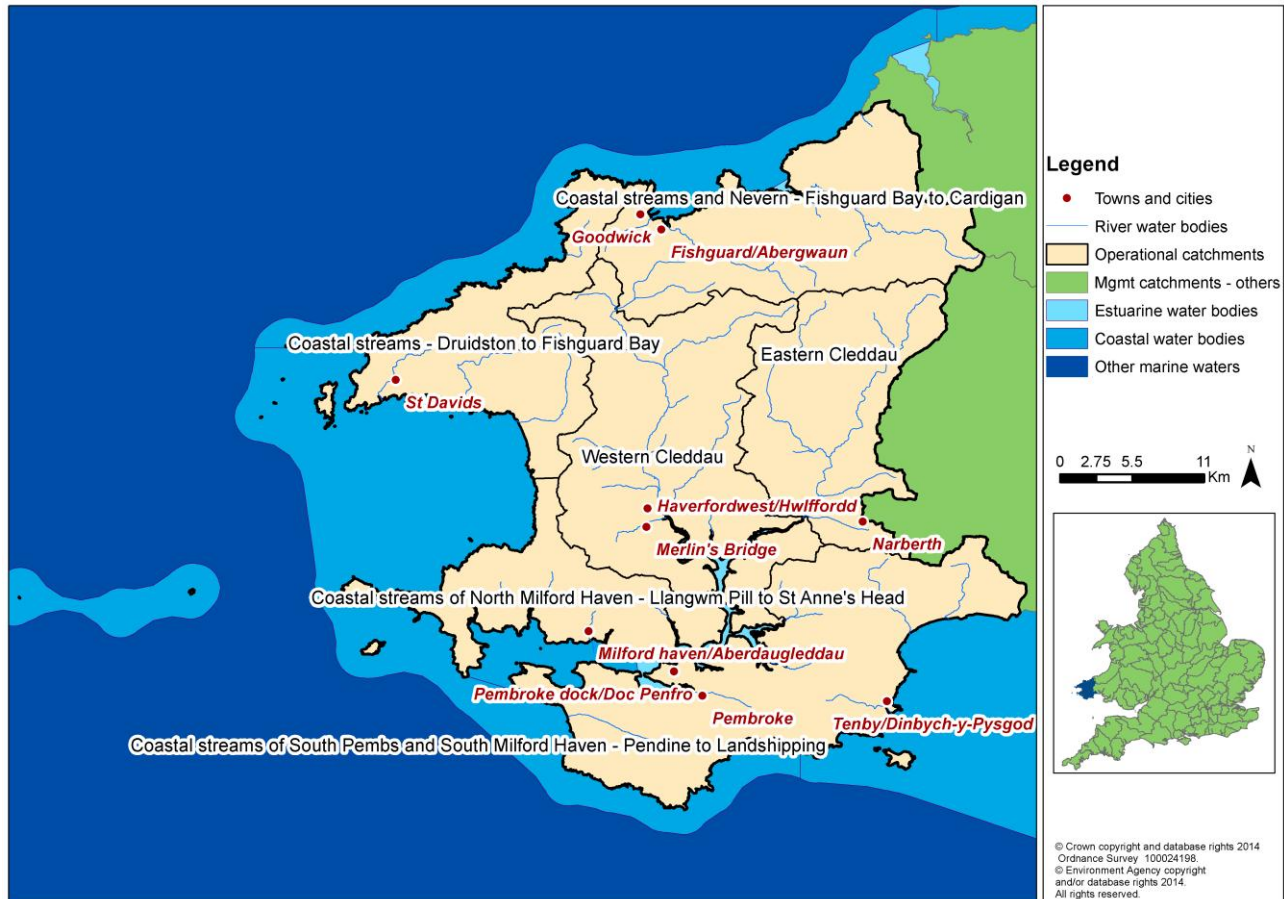 Coastal streams and Nevern - Fishguard Bay to Cardigan
Goodwick
Fishguard/Abergwaun
Coastal streams - Druidston to Fishguard Bay
Eastern Cleddau
St Davids
Western Cleddau
Haverfordwest/Hwlffordd
Merlin's Bridge
Narberth
Coastal streams of North Milford Haven - Llangwm Pill to St Anne's Head
Milford haven/Aberdaugleddau
Pembroke dock/Doc Penfro
Pembroke
Tenby/Dinbych-y-Pysgod
Coastal streams of South Pembs and South Milford Haven - Pendine to Landshipping
Legend
Towns and cities
River water bodies
Operational catchments
Mgmt catchments - others
Estuarine water bodies
Coastal water bodies
Other marine waters
0 2.75 5.5 11
Km
N
© Crown copyright and database rights 2014
Ordnance Survey 100024198.
© Environment Agency copyright
and/or database rights 2014.
All rights reserved.